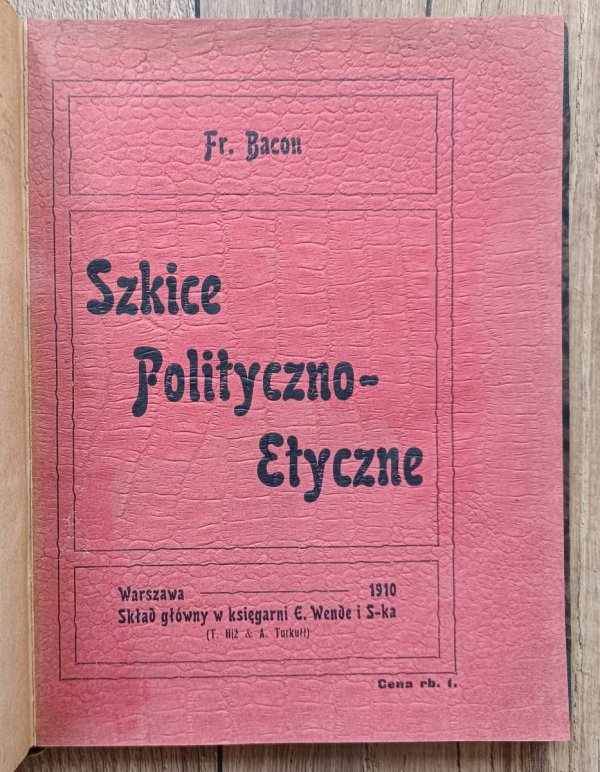 Fr. Bacon
Szkice
Polityczno-
Etyczne
Warszawa 1910
Skład główny w księgarni E. Wende i S-ka
(T. Hiż & A. Turkułł)
Cena rb. 1.